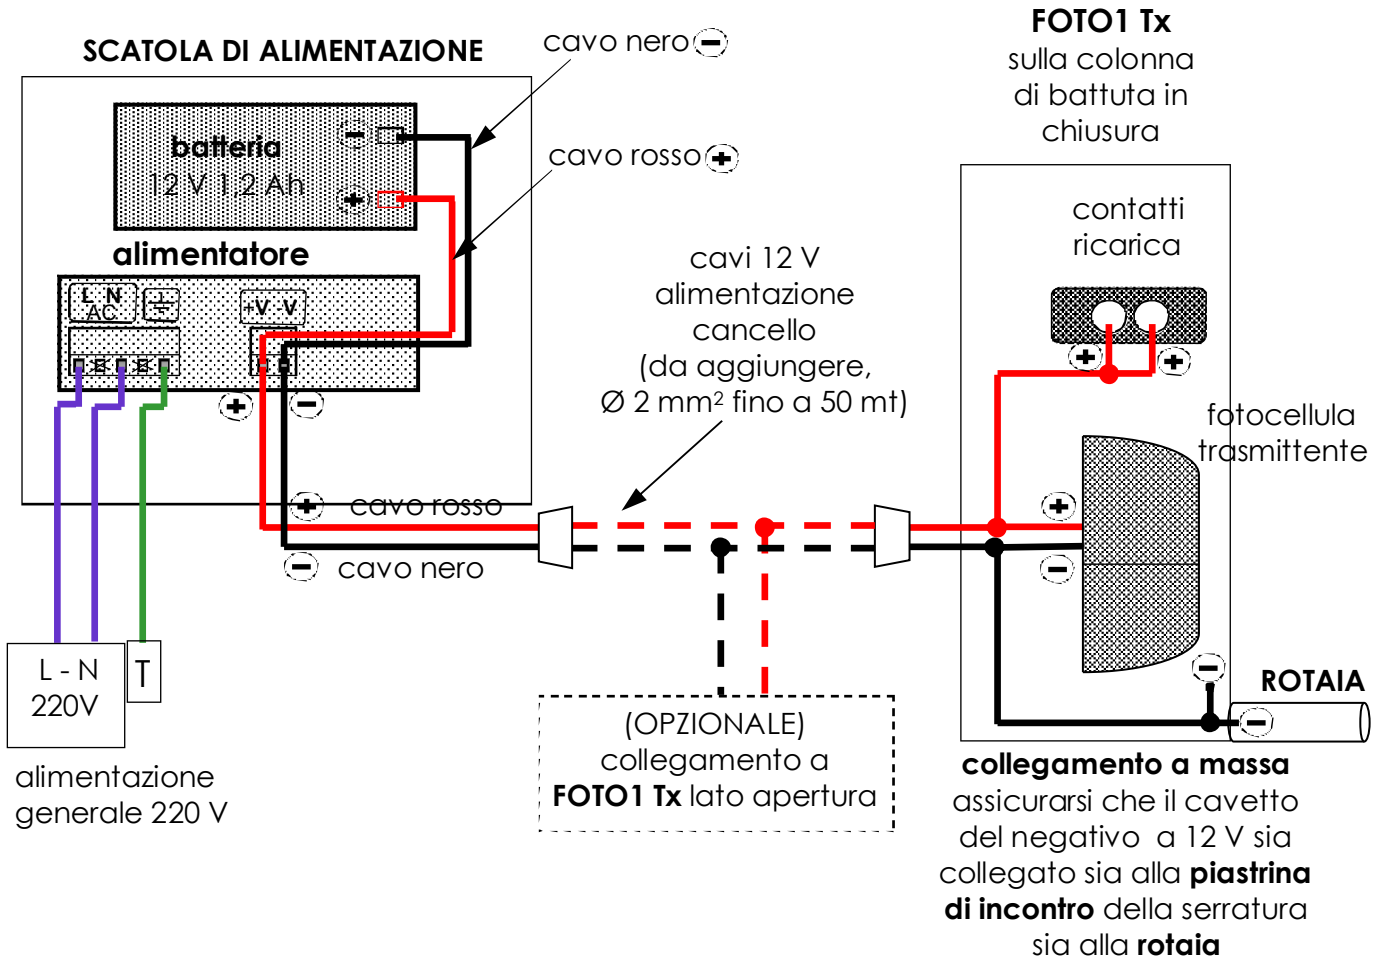 SCATOLA DI ALIMENTAZIONE
cavo nero −
batteria
12 V 1,2 Ah
−
+
cavo rosso +
alimentatore
L N
AC
+V -V
+ −
+ cavo rosso
− cavo nero
L - N
220V
T
alimentazione
generale 220 V
cavi 12 V
alimentazione
cancello
(da aggiungere,
Ø 2 mm² fino a 50 mt)
(OPZIONALE)
collegamento a
FOTO1 Tx lato apertura
FOTO1 Tx
sulla colonna
di battuta in
chiusura
contatti
ricarica
+ +
fotocellula
trasmittente
+
−
−
ROTAIA
−
collegamento a massa
assicurarsi che il cavetto
del negativo a 12 V sia
collegato sia alla piastrina
di incontro della serratura
sia alla rotaia